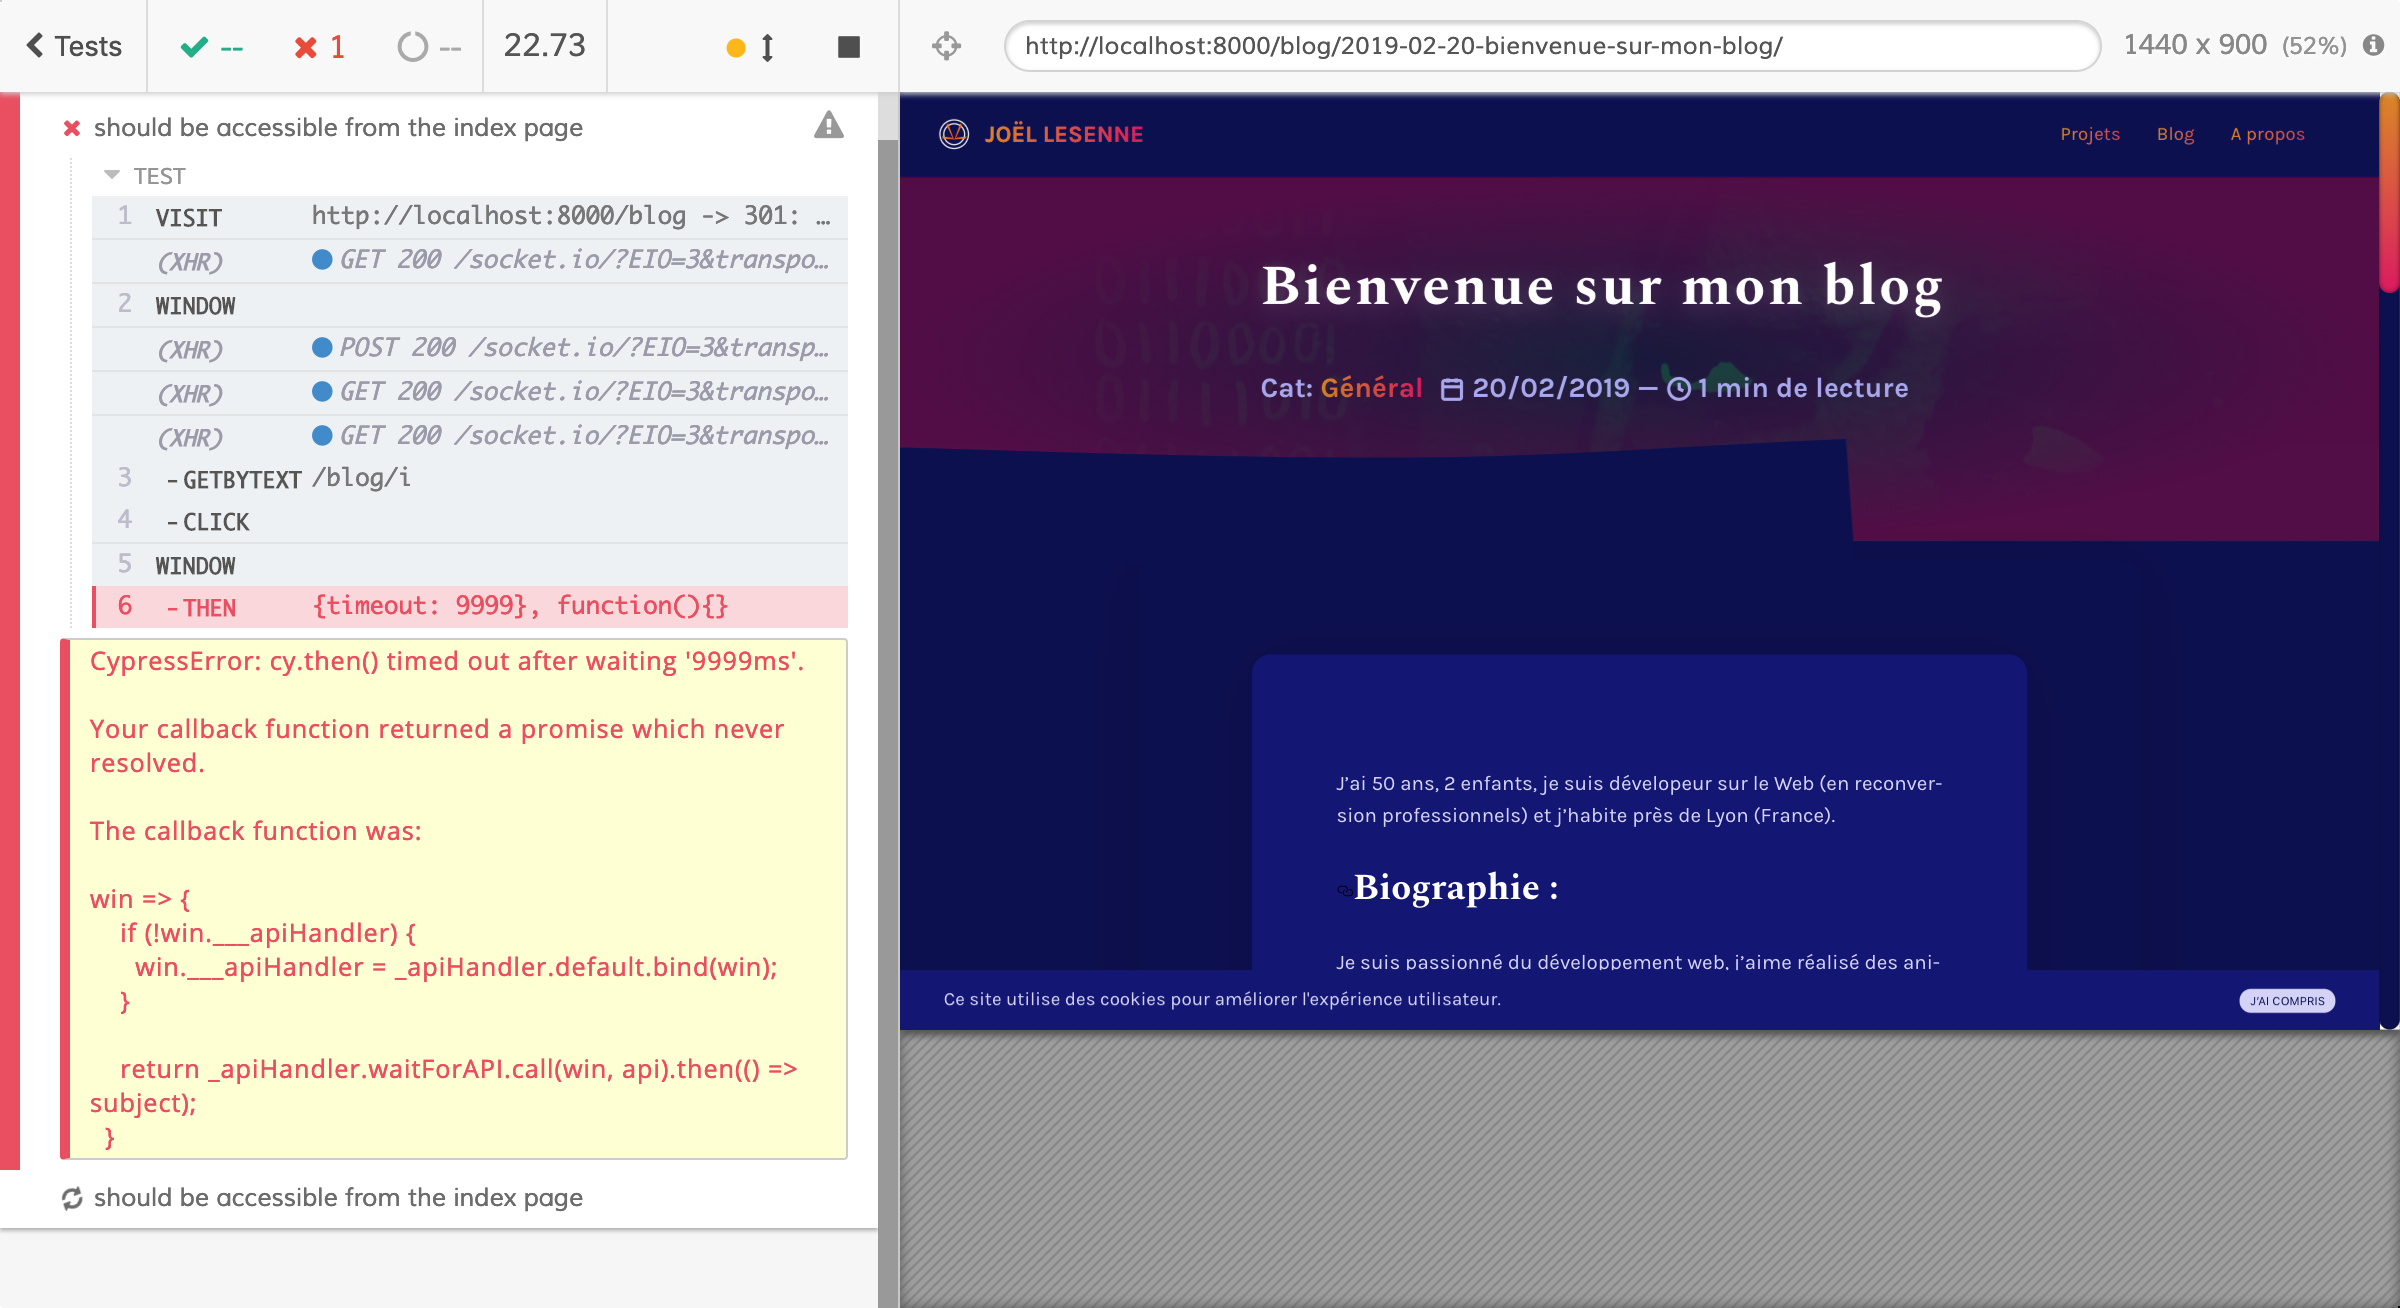 Tests
--
1
--
22.73
http://localhost:8000/blog/2019-02-20-bienvenue-sur-mon-blog/
1440 x 900 (52%)
should be accessible from the index page
TEST
1 VISIT http://localhost:8000/blog -> 301: …
(XHR) GET 200 /socket.io/?EIO=3&transpo…
2 WINDOW
(XHR) POST 200 /socket.io/?EIO=3&transp…
(XHR) GET 200 /socket.io/?EIO=3&transpo…
(XHR) GET 200 /socket.io/?EIO=3&transpo…
3 -GETBYTEXT /blog/i
4 -CLICK
5 WINDOW
6 -THEN {timeout: 9999}, function(){}
CypressError: cy.then() timed out after waiting '9999ms'.
Your callback function returned a promise which never
resolved.
The callback function was:
win => {
if (!win.___apiHandler) {
win.___apiHandler = _apiHandler.default.bind(win);
}
return _apiHandler.waitForAPI.call(win, api).then(() =>
subject);
}
should be accessible from the index page
JOËL LESENNE
Projets
Blog
A propos
Bienvenue sur mon blog
Cat: Général 20/02/2019 — 1 min de lecture
J'ai 50 ans, 2 enfants, je suis dévelopeur sur le Web (en reconver-
sion professionnels) et j'habite près de Lyon (France).
Biographie :
Je suis passionné du développement web, j'aime réalisé des ani-
Ce site utilise des cookies pour améliorer l'expérience utilisateur.
J'AI COMPRIS